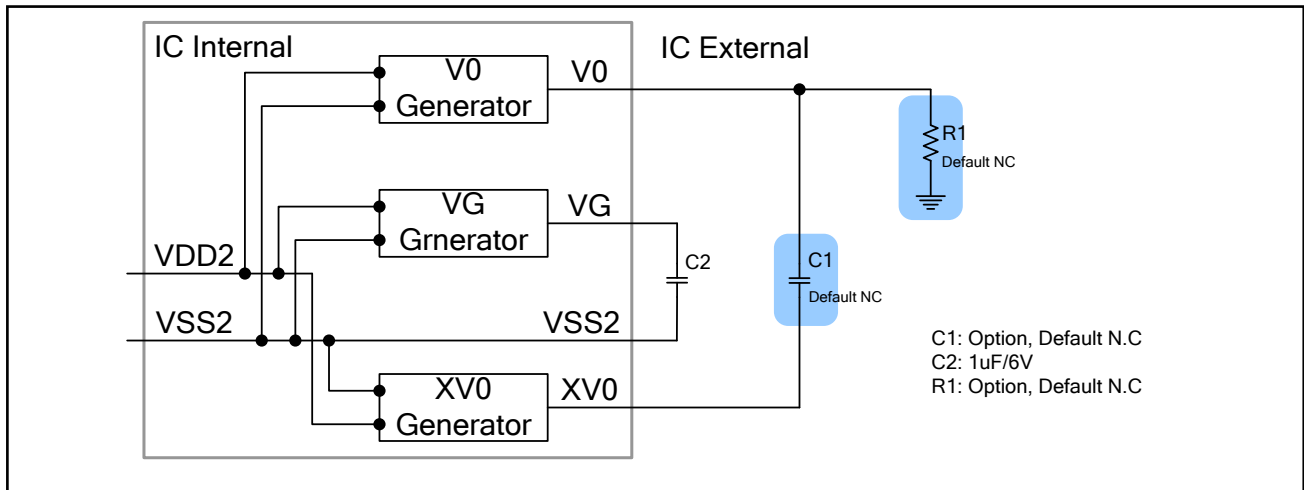 IC Internal
IC External
V0
Generator
V0
R1
Default NC
VG
Grnerator
VG
VDD2
C2
C1
Default NC
VSS2
VSS2
C1: Option, Default N.C
C2: 1uF/6V
R1: Option, Default N.C
XV0
Generator
XV0